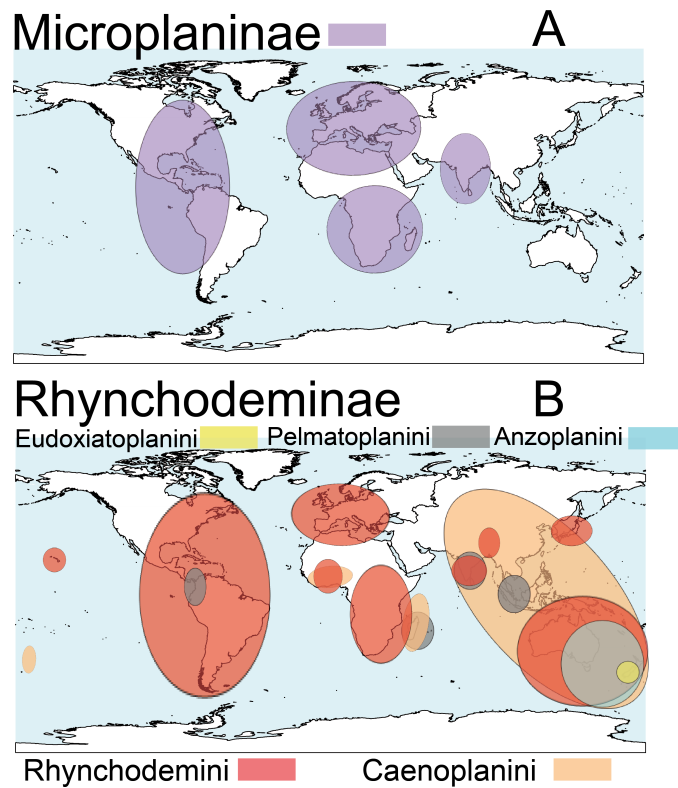 Microplaninae A
Rhynchodeminae B
Eudoxiatoplanini Pelmatoplanini Anzoplanini
Rhynchodemini Caenoplanini